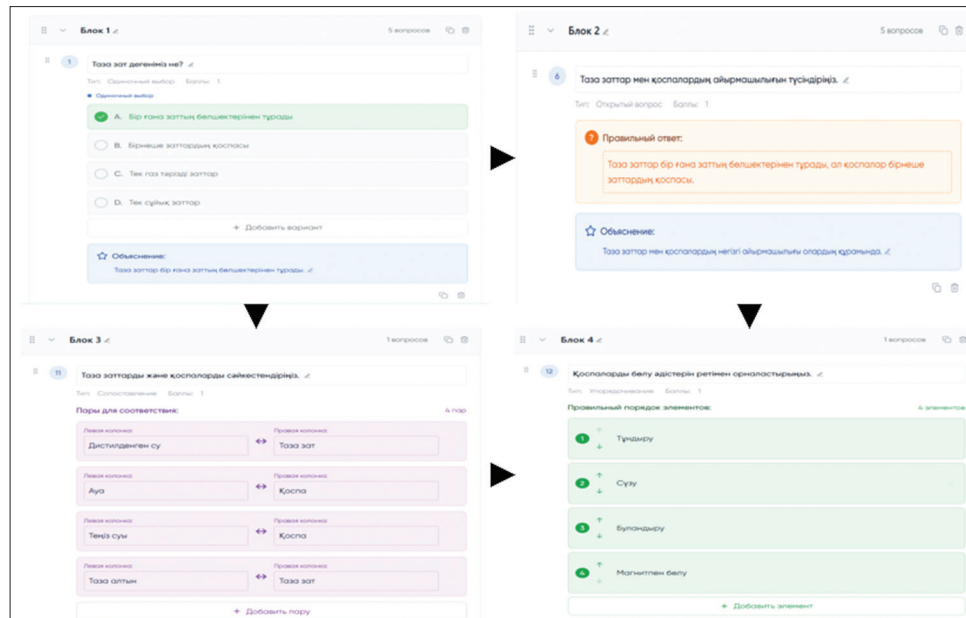 Блок 1
5 вопросов
1
Таза зат дегеніміз не?
Тип: Одиночный выбор Баллы: 1
Одиночный выбор
A. Бір ғана заттың бөлшектерінен тұрады
B. Бірнеше заттардың қоспасы
C. Тек газ тәрізді заттар
D. Тек сұйық заттар
+ Добавить вариант
Объяснение:
Таза заттар бір ғана заттың бөлшектерінен тұрады.
Блок 2
5 вопросов
6
Таза заттар мен қоспалардың айырмашылығын түсіндіріңіз.
Тип: Открытый вопрос Баллы: 1
? Правильный ответ:
Таза заттар бір ғана заттың бөлшектерінен тұрады, ал қоспалар бірнеше
заттардың қоспасы.
Объяснение:
Таза заттар мен қоспалардың негізгі айырмашылығы олардың құрамында.
Блок 3
1 вопросов
11
Таза заттарды және қоспаларды сәйкестендіріңіз.
Тип: Сопоставление Баллы: 1
Пары для соответствия:
4 пар
Левая колонка:
Правая колонка:
Дистилденген су
Таза зат
Левая колонка:
Правая колонка:
Ауа
Қоспа
Левая колонка:
Правая колонка:
Теңіз суы
Қоспа
Левая колонка:
Правая колонка:
Таза алтын
Таза зат
+ Добавить пару
Блок 4
1 вопросов
12
Қоспаларды бөлу әдістерін ретімен орналастырыңыз.
Тип: Упорядочивание Баллы: 1
Правильный порядок элементов:
4 элементов
1 Тұндыру
2 Сүзу
3 Буландыру
4 Магнитпен бөлу
+ Добавить элемент